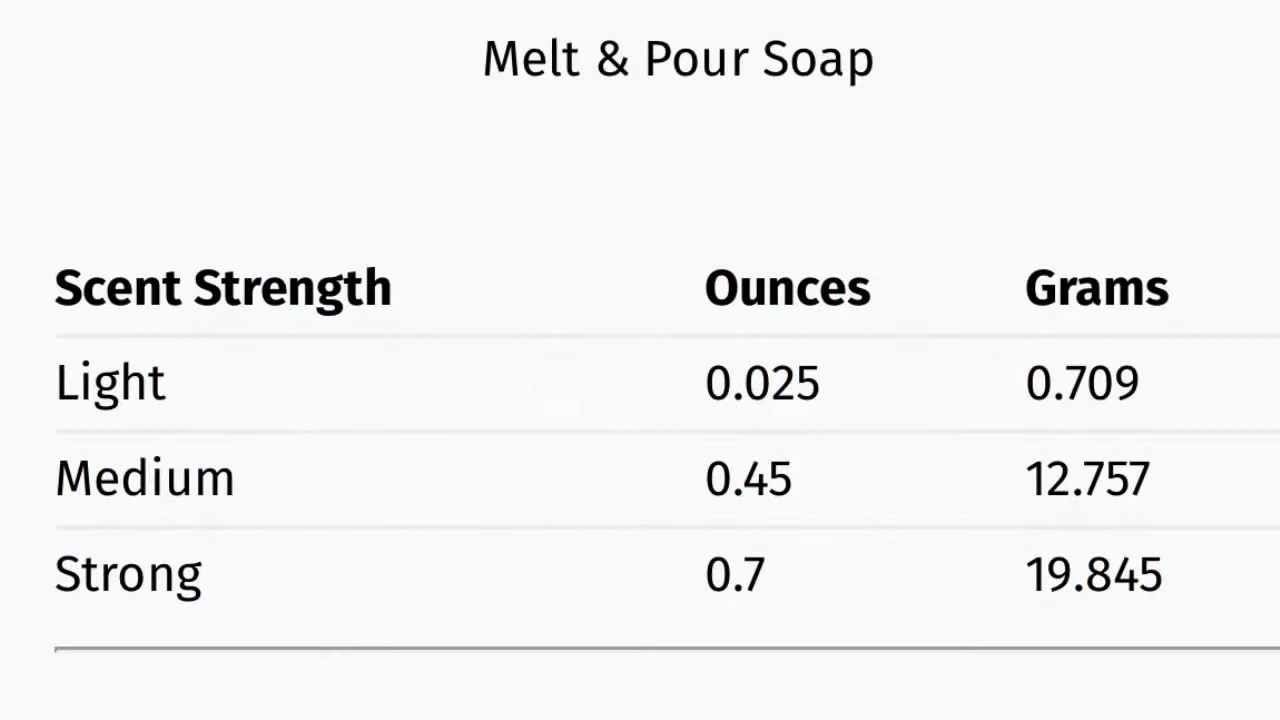 Melt & Pour Soap
Scent Strength Ounces Grams
Light 0.025 0.709
Medium 0.45 12.757
Strong 0.7 19.845